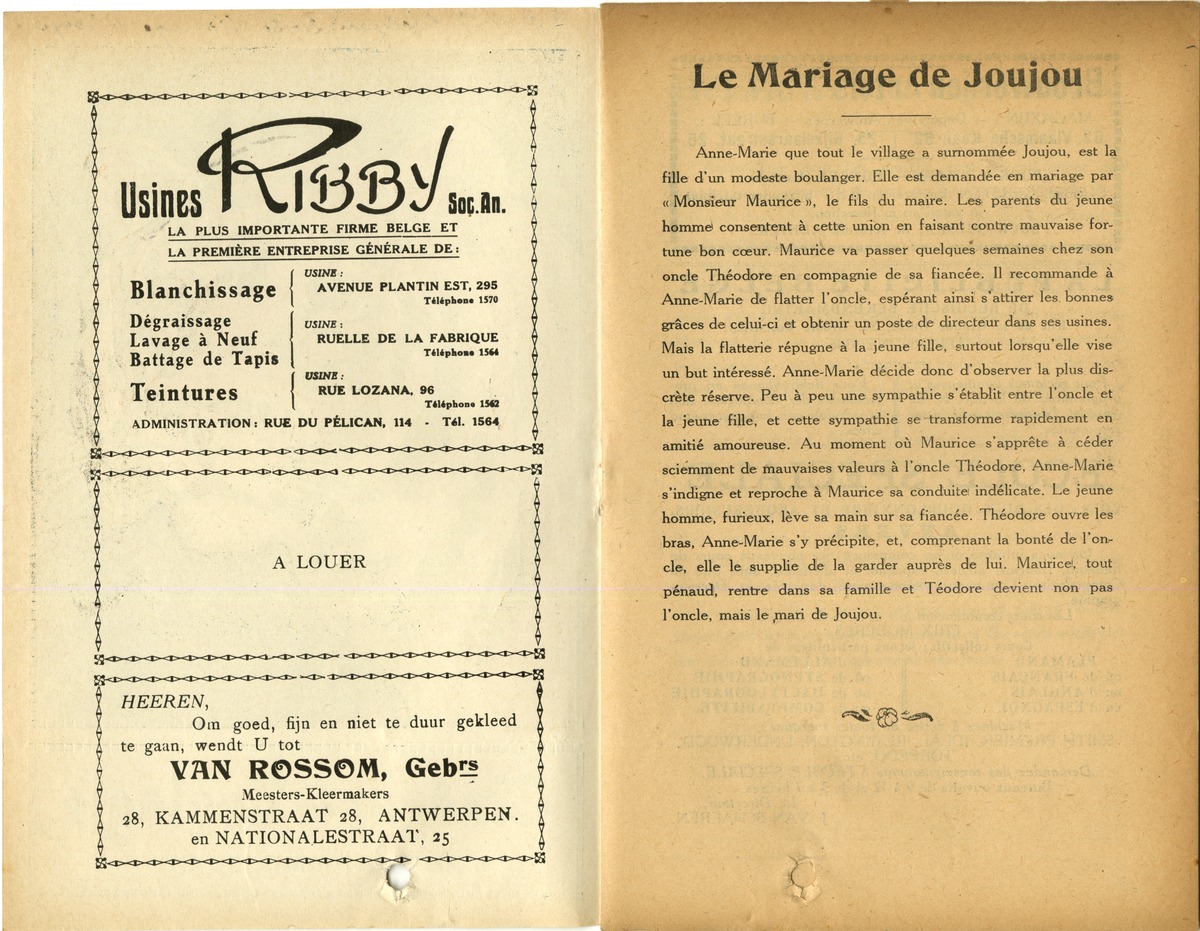 Usines RIBBY Soc. An.
LA PLUS IMPORTANTE FIRME BELGE ET
LA PREMIÈRE ENTREPRISE GÉNÉRALE DE :
Blanchissage
USINE :
AVENUE PLANTIN EST, 295
Téléphone 1570
Dégraissage
Lavage à Neuf
Battage de Tapis
USINE :
RUELLE DE LA FABRIQUE
Téléphone 1564
Teintures
USINE :
RUE LOZANA, 96
Téléphone 1562
ADMINISTRATION : RUE DU PÉLICAN, 114 - Tél. 1564
A LOUER
HEEREN,
Om goed, fijn en niet te duur gekleed
te gaan, wendt U tot
VAN ROSSOM, Gebrs
Meesters-Kleermakers
28, KAMMENSTRAAT 28, ANTWERPEN.
en NATIONALESTRAAT, 25
Le Mariage de Joujou
Anne-Marie que tout le village a surnommée Joujou, est la
fille d'un modeste boulanger. Elle est demandée en mariage par
« Monsieur Maurice », le fils du maire. Les parents du jeune
homme consentent à cette union en faisant contre mauvaise for-
tune bon cœur. Maurice va passer quelques semaines chez son
oncle Théodore en compagnie de sa fiancée. Il recommande à
Anne-Marie de flatter l'oncle, espérant ainsi s'attirer les bonnes
grâces de celui-ci et obtenir un poste de directeur dans ses usines.
Mais la flatterie répugne à la jeune fille, surtout lorsqu'elle vise
un but intéressé. Anne-Marie décide donc d'observer la plus dis-
crète réserve. Peu à peu une sympathie s'établit entre l'oncle et
la jeune fille, et cette sympathie se transforme rapidement en
amitié amoureuse. Au moment où Maurice s'apprête à céder
sciemment de mauvaises valeurs à l'oncle Théodore, Anne-Marie
s'indigne et reproche à Maurice sa conduite indélicate. Le jeune
homme, furieux, lève sa main sur sa fiancée. Théodore ouvre les
bras, Anne-Marie s'y précipite, et, comprenant la bonté de l'on-
cle, elle le supplie de la garder auprès de lui. Maurice, tout
pénaud, rentre dans sa famille et Téodore devient non pas
l'oncle, mais le mari de Joujou.